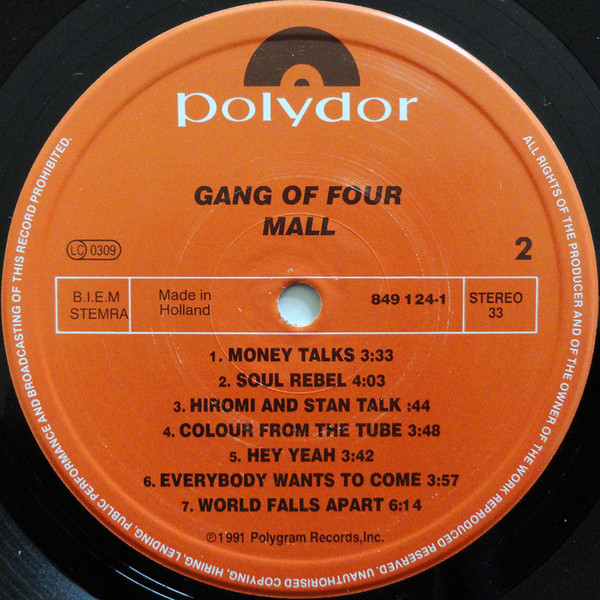 polydor
GANG OF FOUR
MALL
2
LC 0309
B.I.E.M
STEMRA
Made in
Holland
849 124-1
STEREO
33
1. MONEY TALKS 3:33
2. SOUL REBEL 4:03
3. HIROMI AND STAN TALK :44
4. COLOUR FROM THE TUBE 3:48
5. HEY YEAH 3:42
6. EVERYBODY WANTS TO COME 3:57
7. WORLD FALLS APART 6:14
℗1991 Polygram Records,Inc.
ALL RIGHTS OF THE PRODUCER AND OF THE OWNER OF THE WORK REPRODUCED RESERVED. UNAUTHORISED COPYING, HIRING, LENDING, PUBLIC PERFORMANCE AND BROADCASTING OF THIS RECORD PROHIBITED.